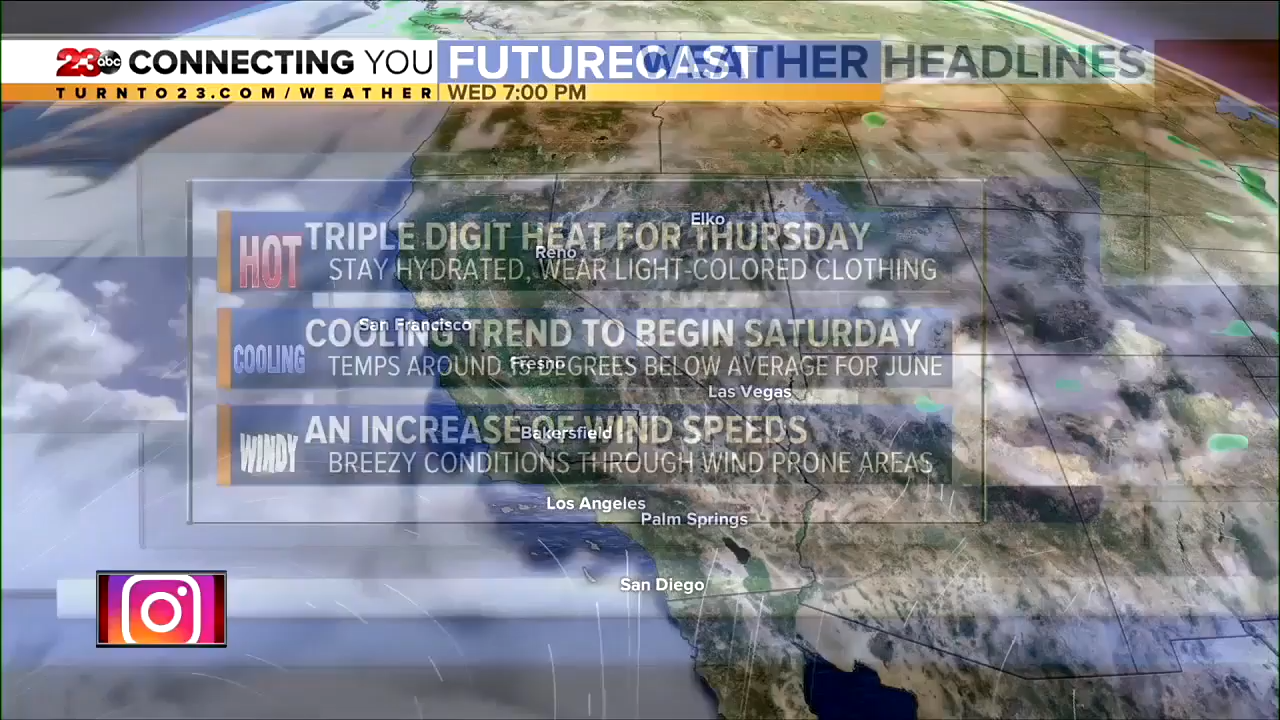 23 abc CONNECTING YOU FUTURECAST WEATHER HEADLINES
TURNTO23.COM/WEATHER WED 7:00 PM
Elko
HOT TRIPLE DIGIT HEAT FOR THURSDAY
Reno
STAY HYDRATED, WEAR LIGHT-COLORED CLOTHING
San Francisco
COOLING COOLING TREND TO BEGIN SATURDAY
Fresno
TEMPS AROUND DEGREES BELOW AVERAGE FOR JUNE
Las Vegas
WINDY AN INCREASE OF WIND SPEEDS
Bakersfield
BREEZY CONDITIONS THROUGH WIND PRONE AREAS
Los Angeles
Palm Springs
San Diego